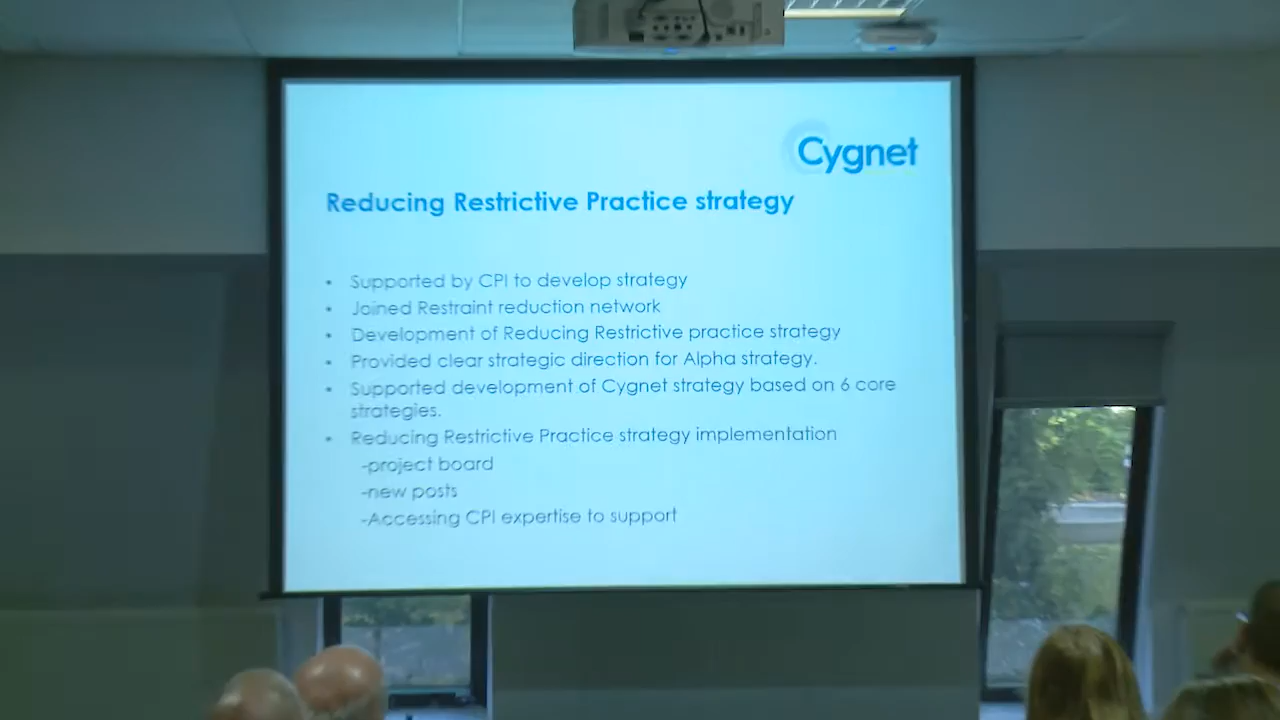 Cygnet
Reducing Restrictive Practice strategy
• Supported by CPI to develop strategy
• Joined Restraint reduction network
• Development of Reducing Restrictive practice strategy
• Provided clear strategic direction for Alpha strategy.
• Supported development of Cygnet strategy based on 6 core
strategies.
• Reducing Restrictive Practice strategy implementation
-project board
-new posts
-Accessing CPI expertise to support